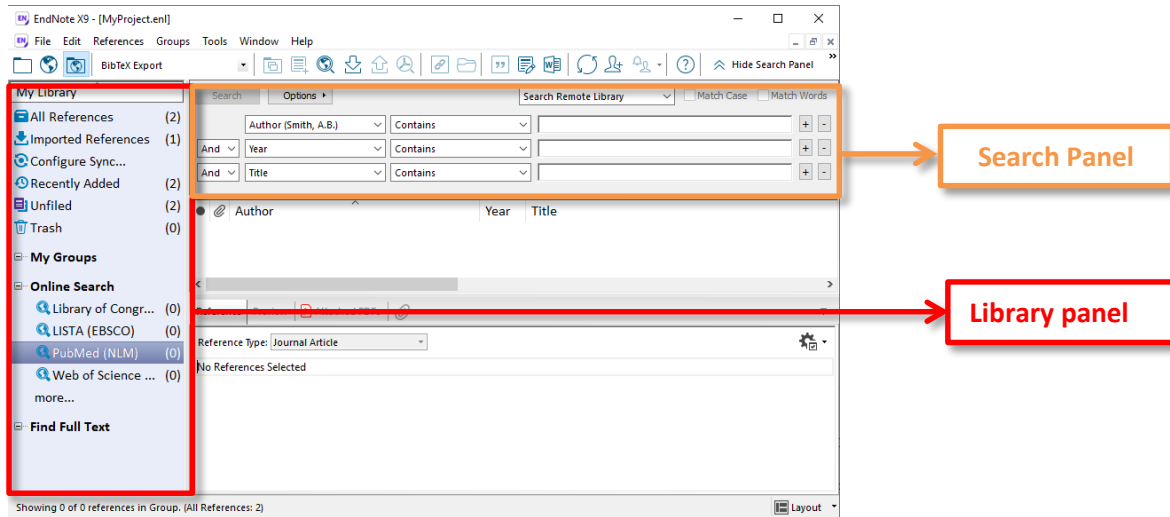 EndNote X9 - [MyProject.enl]
File Edit References Groups Tools Window Help
BibTeX Export
Hide Search Panel
My Library
Search Options Search Remote Library Match Case Match Words
All References (2)
Author (Smith, A.B.) Contains + -
Imported References (1)
And Year Contains + -
Configure Sync...
Search Panel
And Title Contains + -
Recently Added (2)
Unfiled (2)
Author Year Title
Trash (0)
My Groups
Online Search
Library of Congr... (0)
Library panel
LISTA (EBSCO) (0)
Reference Type: Journal Article
PubMed (NLM) (0)
No References Selected
Web of Science ... (0)
more...
Find Full Text
Showing 0 of 0 references in Group. (All References: 2)
Layout